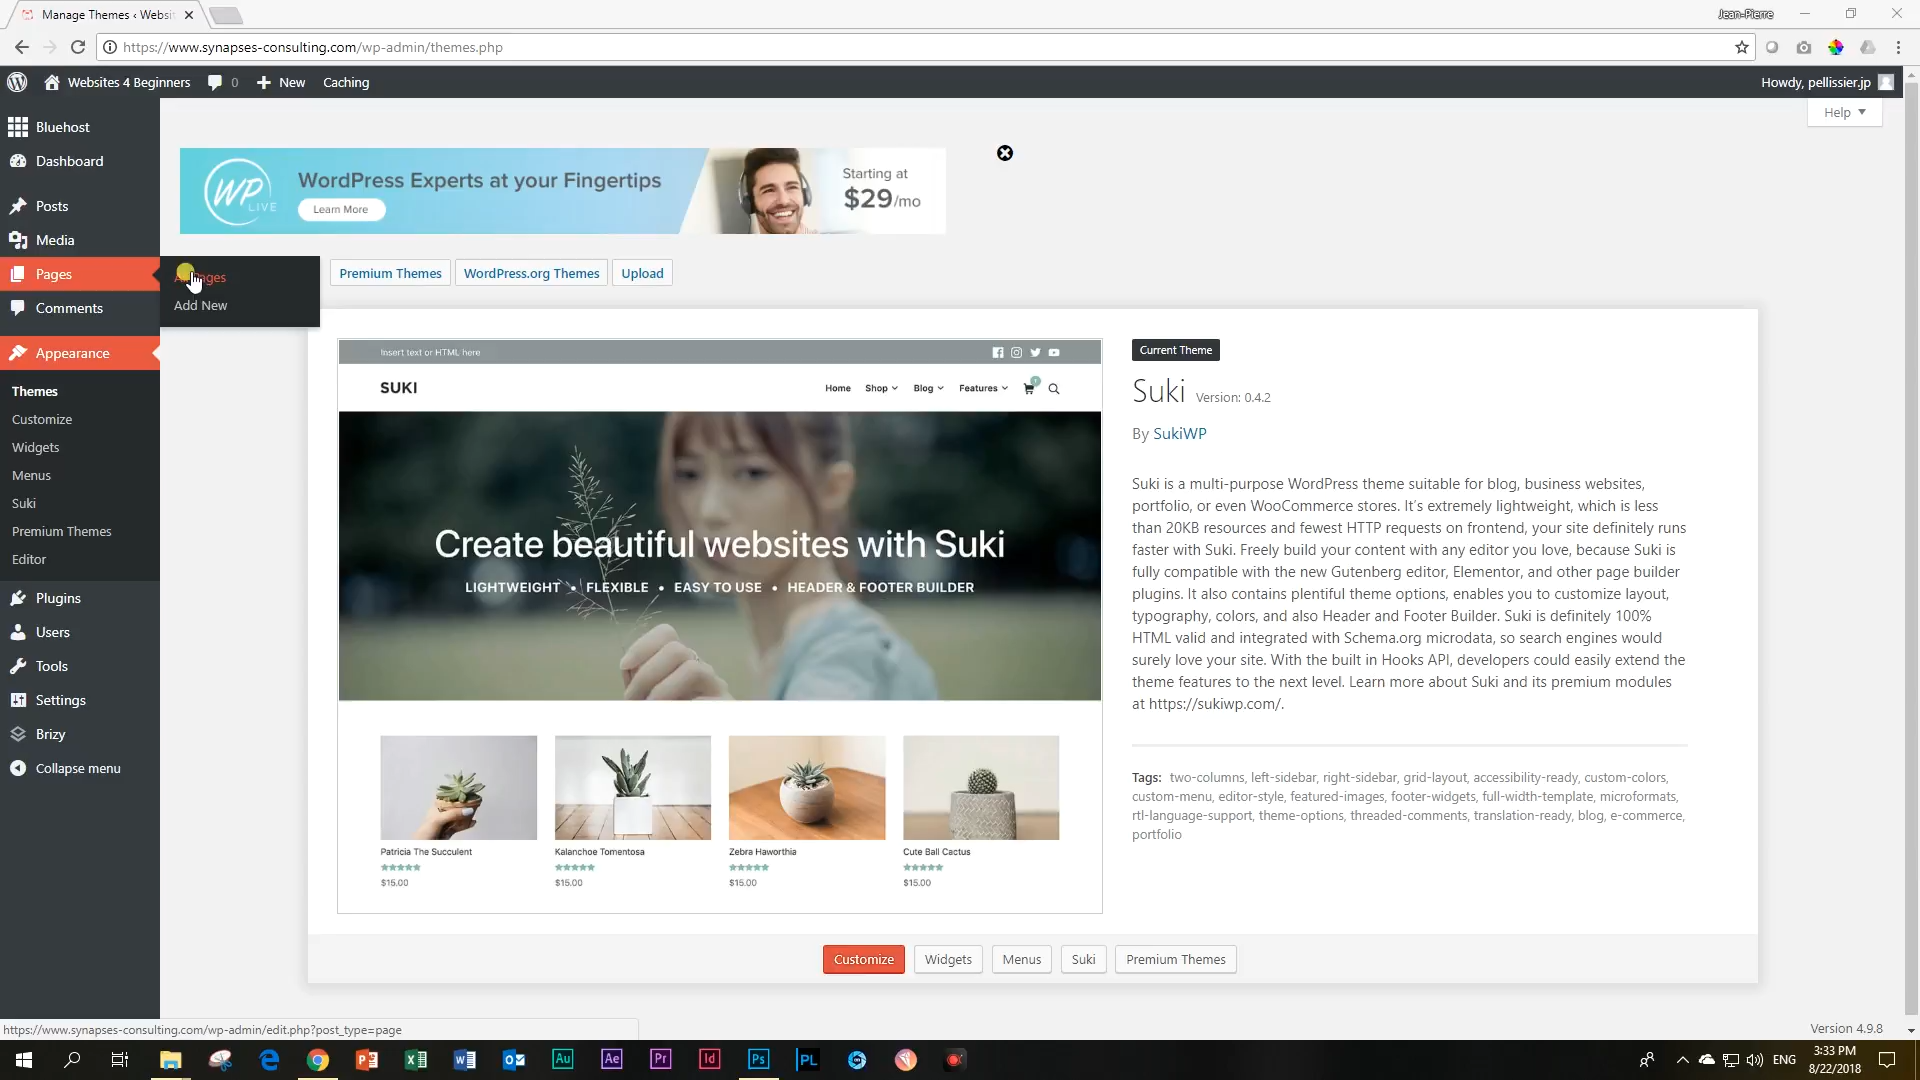 Manage Themes ‹ Websi
Jean-Pierre
https://www.synapses-consulting.com/wp-admin/themes.php
Websites 4 Beginners
0
New
Caching
Howdy, pellissier.jp
Help
Bluehost
Dashboard
Posts
Media
Pages
Comments
Appearance
Themes
Customize
Widgets
Menus
Suki
Premium Themes
Editor
Plugins
Users
Tools
Settings
Brizy
Collapse menu
Add New
WP
LIVE
WordPress Experts at your Fingertips
Learn More
Starting at
$29/mo
Premium Themes
WordPress.org Themes
Upload
Insert text or HTML here
SUKI
Home
Shop
Blog
Features
Create beautiful websites with Suki
LIGHTWEIGHT • FLEXIBLE • EASY TO USE • HEADER & FOOTER BUILDER
Patricia The Succulent
$15.00
Kalanchoe Tomentosa
$15.00
Zebra Haworthia
$15.00
Cute Ball Cactus
$15.00
Current Theme
Suki Version: 0.4.2
By SukiWP
Suki is a multi-purpose WordPress theme suitable for blog, business websites,
portfolio, or even WooCommerce stores. It's extremely lightweight, which is less
than 20KB resources and fewest HTTP requests on frontend, your site definitely runs
faster with Suki. Freely build your content with any editor you love, because Suki is
fully compatible with the new Gutenberg editor, Elementor, and other page builder
plugins. It also contains plentiful theme options, enables you to customize layout,
typography, colors, and also Header and Footer Builder. Suki is definitely 100%
HTML valid and integrated with Schema.org microdata, so search engines would
surely love your site. With the built in Hooks API, developers could easily extend the
theme features to the next level. Learn more about Suki and its premium modules
at https://sukiwp.com/.
Tags: two-columns, left-sidebar, right-sidebar, grid-layout, accessibility-ready, custom-colors,
custom-menu, editor-style, featured-images, footer-widgets, full-width-template, microformats,
rtl-language-support, theme-options, threaded-comments, translation-ready, blog, e-commerce,
portfolio
Customize
Widgets
Menus
Suki
Premium Themes
https://www.synapses-consulting.com/wp-admin/edit.php?post_type=page
Version 4.9.8
Au
Ae
Pr
Id
Ps
PL
ENG
3:33 PM
8/22/2018